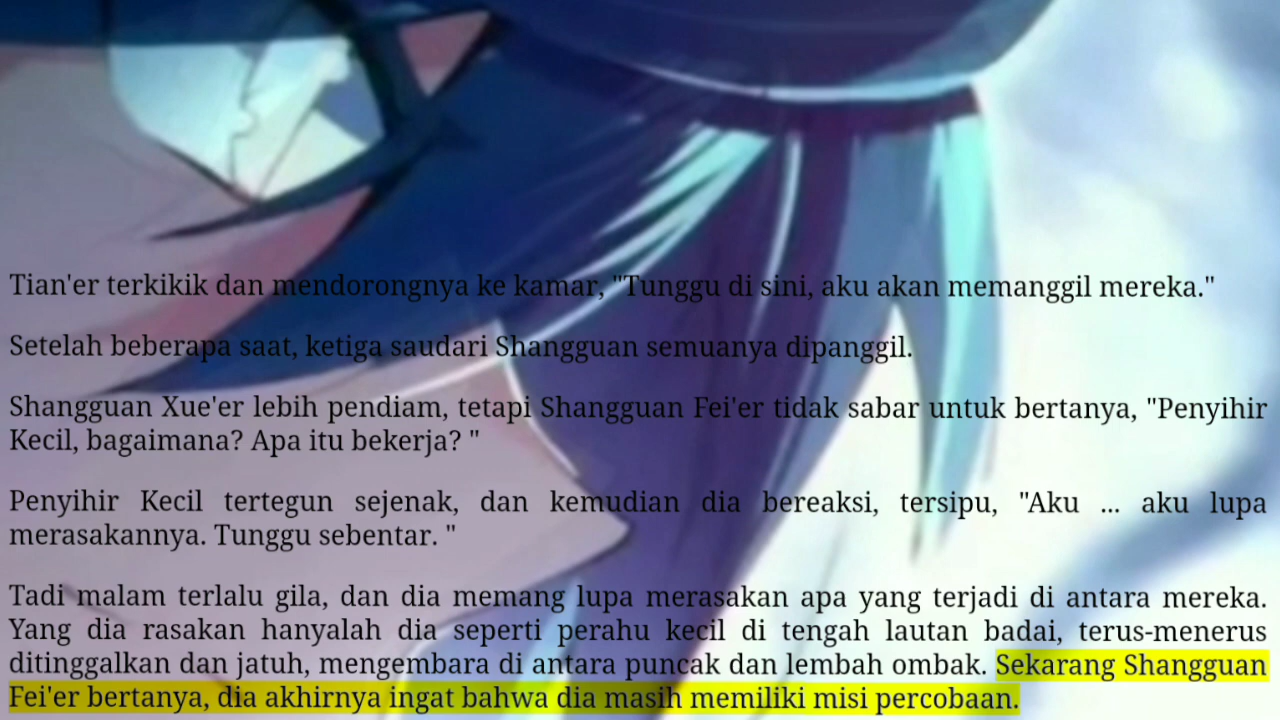 Tian'er terkikik dan mendorongnya ke kamar, "Tunggu di sini, aku akan memanggil mereka."
Setelah beberapa saat, ketiga saudari Shangguan semuanya dipanggil.
Shangguan Xue'er lebih pendiam, tetapi Shangguan Fei'er tidak sabar untuk bertanya, "Penyihir
Kecil, bagaimana? Apa itu bekerja? "
Penyihir Kecil tertegun sejenak, dan kemudian dia bereaksi, tersipu, "Aku ... aku lupa
merasakannya. Tunggu sebentar. "
Tadi malam terlalu gila, dan dia memang lupa merasakan apa yang terjadi di antara mereka.
Yang dia rasakan hanyalah dia seperti perahu kecil di tengah lautan badai, terus-menerus
ditinggalkan dan jatuh, mengembara di antara puncak dan lembah ombak. Sekarang Shangguan
Fei'er bertanya, dia akhirnya ingat bahwa dia masih memiliki misi percobaan.